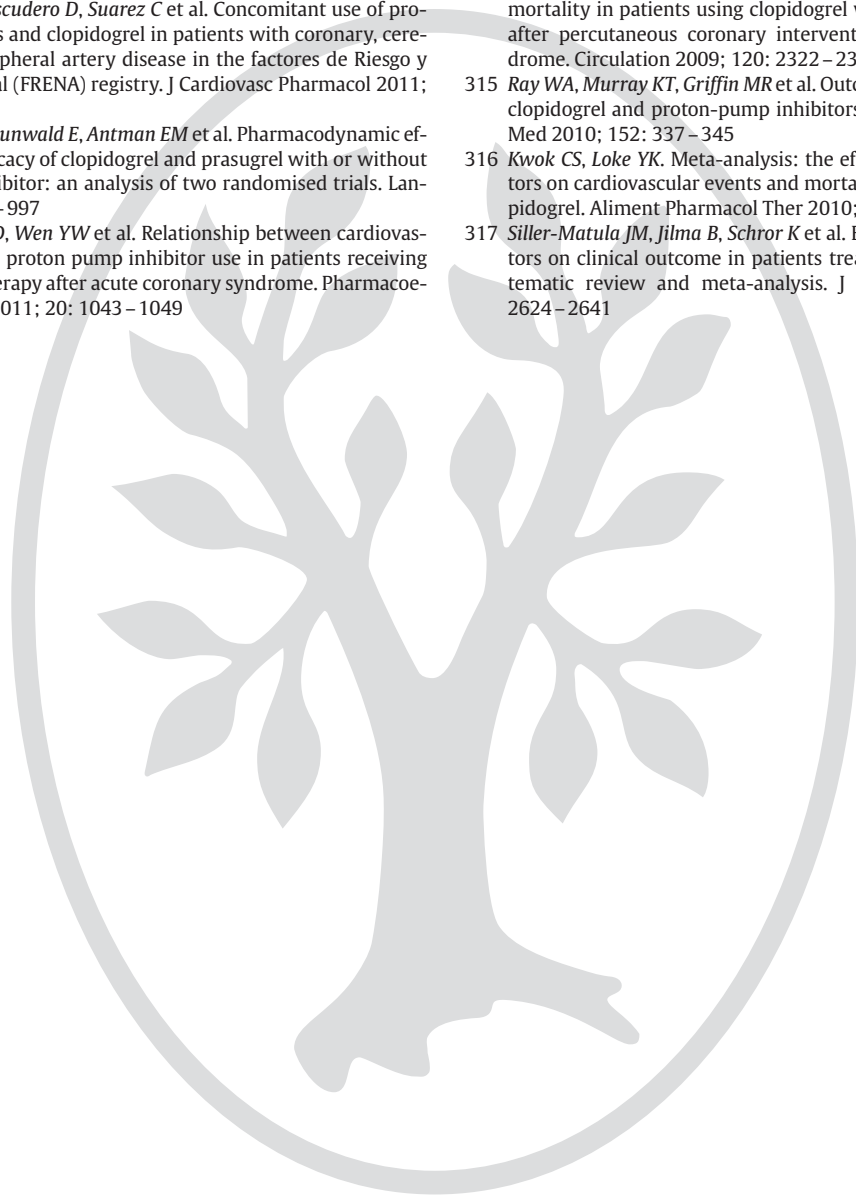 scudero D, Suarez C et al. Concomitant use of pro-
s and clopidogrel in patients with coronary, cere-
pheral artery disease in the factores de Riesgo y
al (FRENA) registry. J Cardiovasc Pharmacol 2011;
unwald E, Antman EM et al. Pharmacodynamic ef-
cacy of clopidogrel and prasugrel with or without
ibitor: an analysis of two randomised trials. Lan-
– 997
D, Wen YW et al. Relationship between cardiovas-
proton pump inhibitor use in patients receiving
erapy after acute coronary syndrome. Pharmacoe-
011; 20: 1043 – 1049
mortality in patients using clopidogrel
after percutaneous coronary intervent
drome. Circulation 2009; 120: 2322 – 23
315 Ray WA, Murray KT, Griffin MR et al. Outc
clopidogrel and proton-pump inhibitors
Med 2010; 152: 337 – 345
316 Kwok CS, Loke YK. Meta-analysis: the ef
tors on cardiovascular events and morta
pidogrel. Aliment Pharmacol Ther 2010;
317 Siller-Matula JM, Jilma B, Schror K et al.
tors on clinical outcome in patients trea
tematic review and meta-analysis. J
2624 – 2641